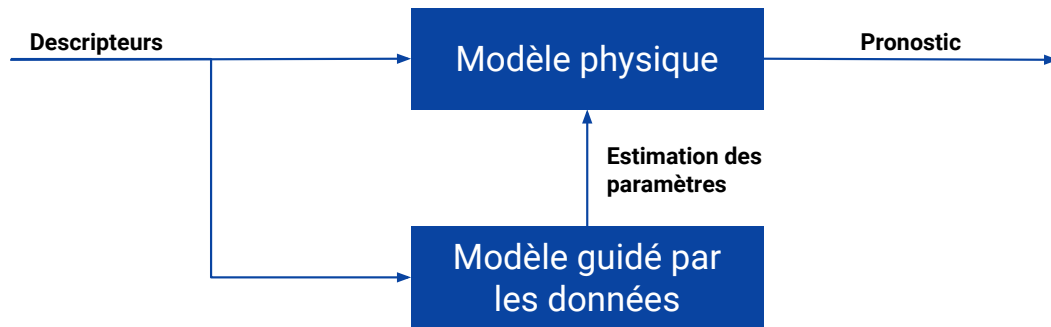 Descripteurs
Modèle physique
Pronostic
Estimation des
paramètres
Modèle guidé par
les données